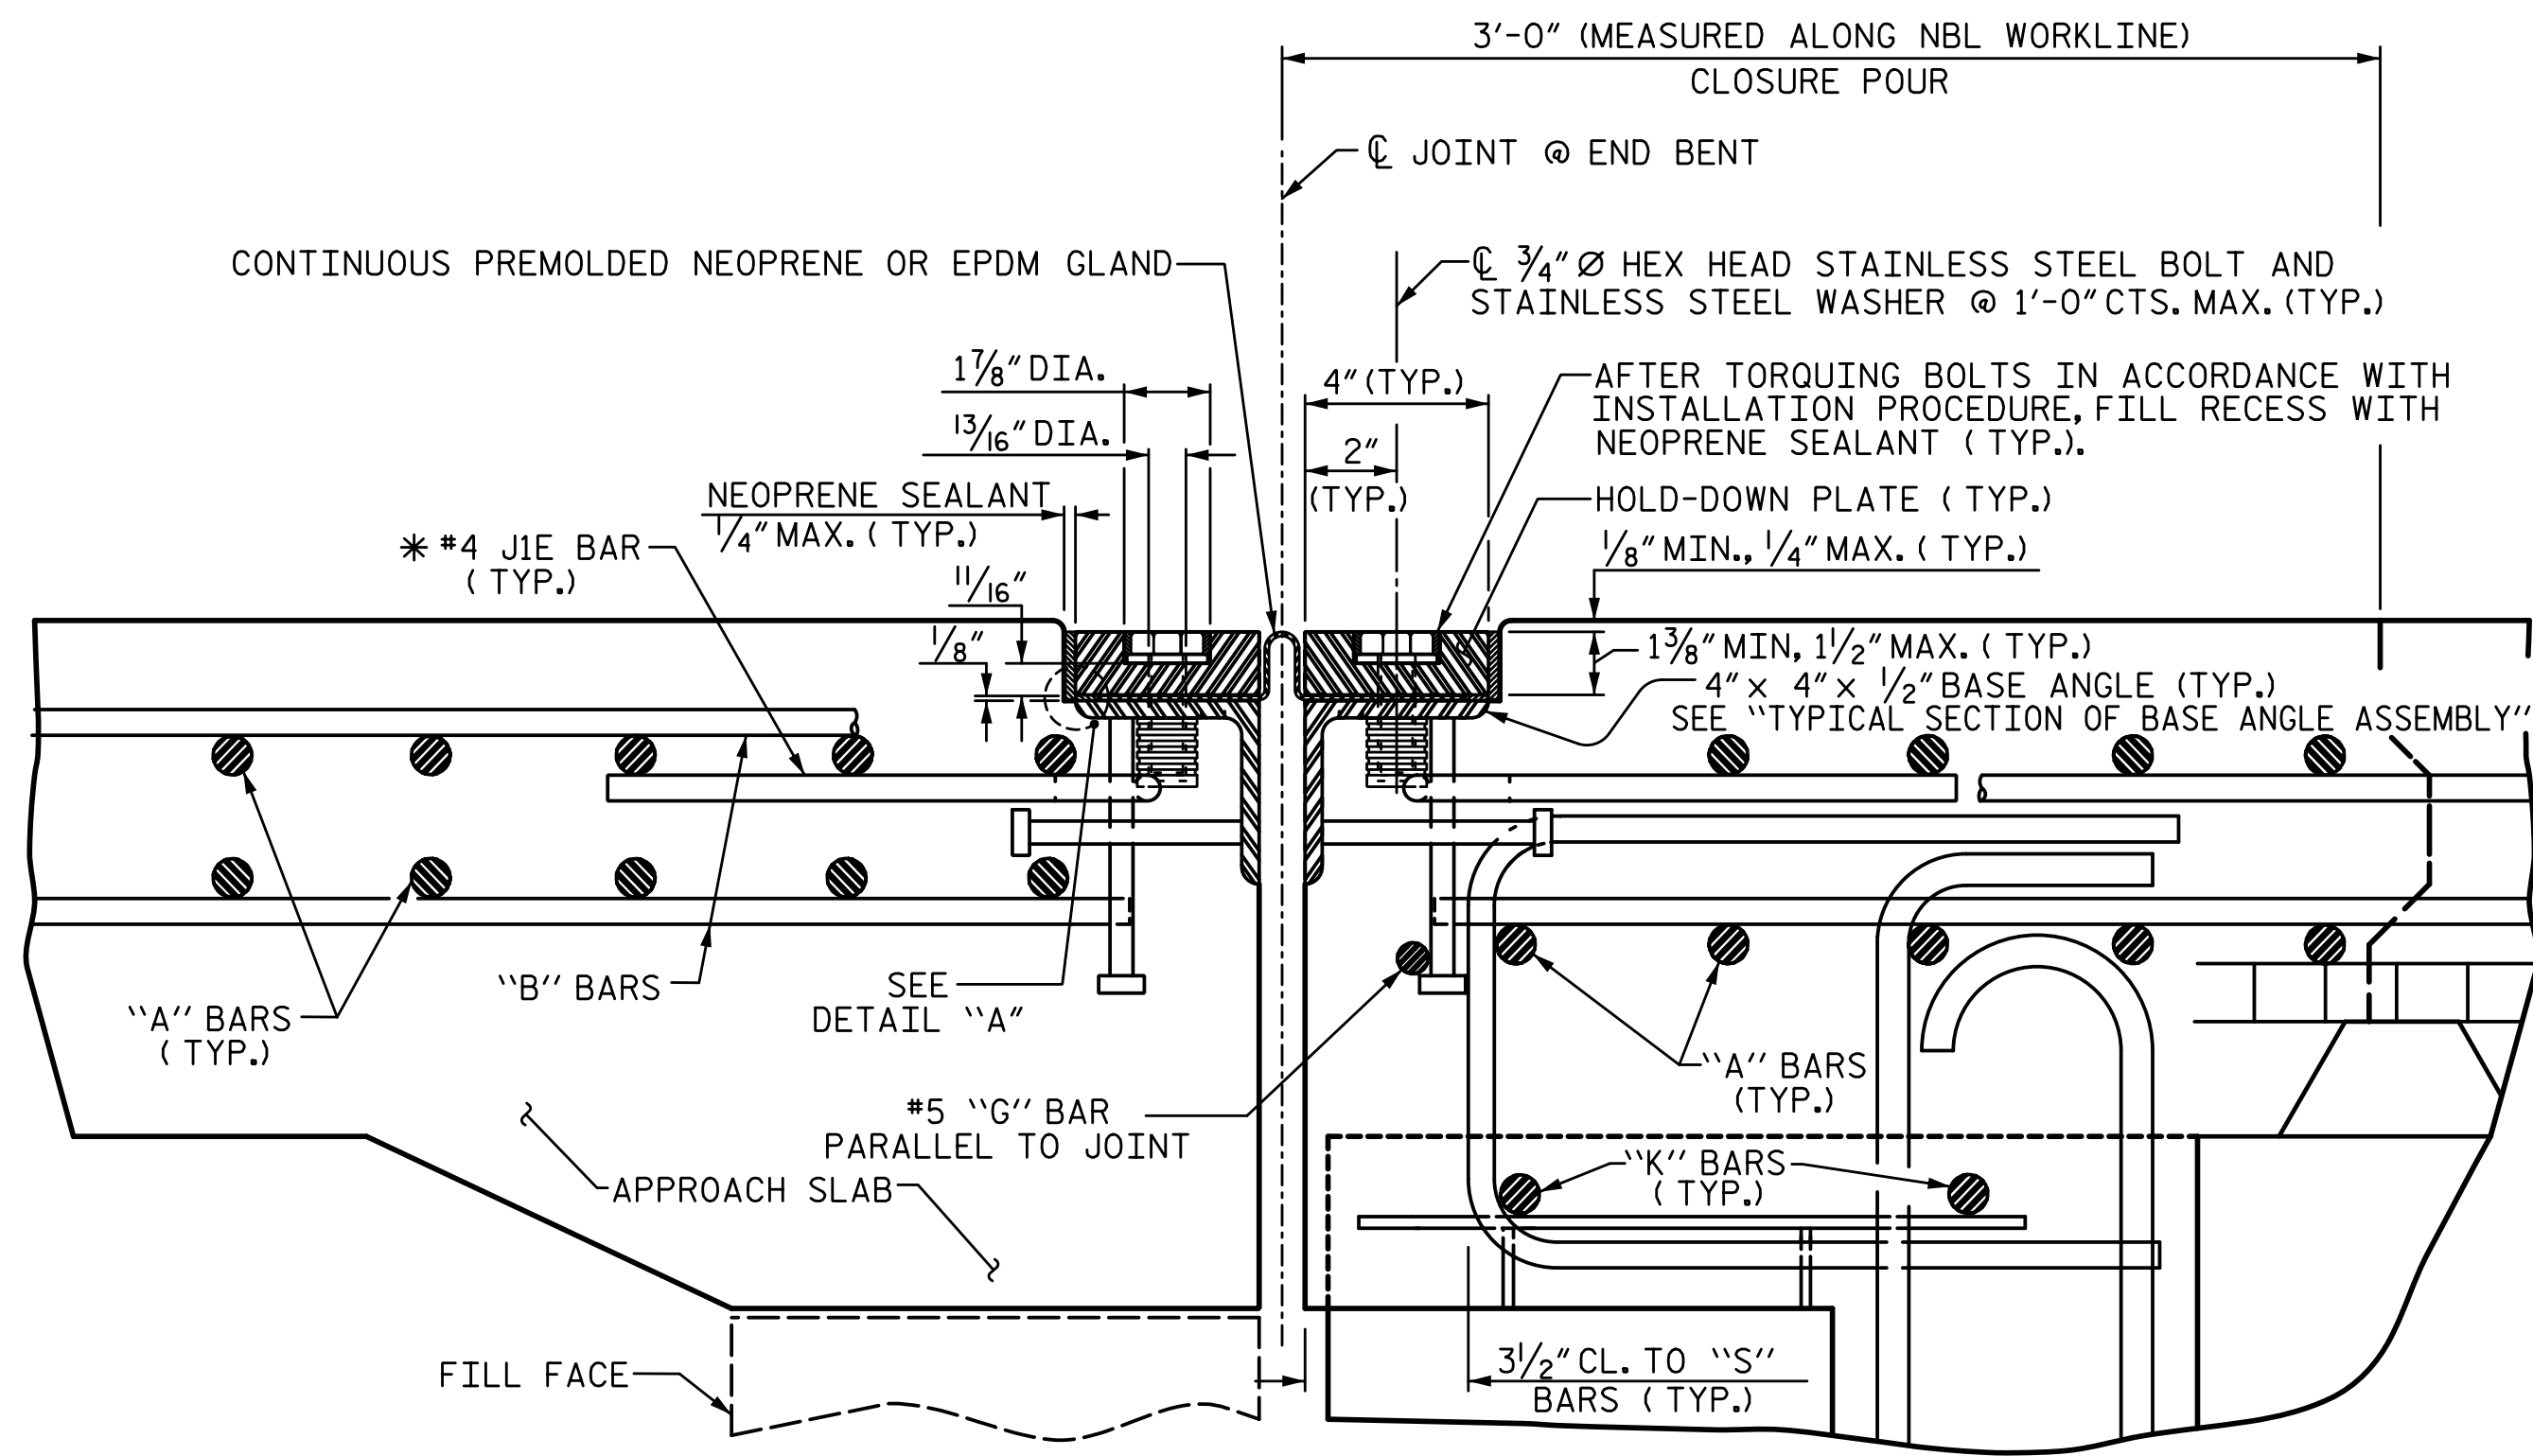 3'-0" (MEASURED ALONG NBL WORKLINE)
CLOSURE POUR
℄ JOINT @ END BENT
CONTINUOUS PREMOLDED NEOPRENE OR EPDM GLAND
℄ 3/4" Ø HEX HEAD STAINLESS STEEL BOLT AND
STAINLESS STEEL WASHER @ 1'-0" CTS. MAX. (TYP.)
1 7/8" DIA.
4" (TYP.)
AFTER TORQUING BOLTS IN ACCORDANCE WITH
INSTALLATION PROCEDURE, FILL RECESS WITH
NEOPRENE SEALANT ( TYP.).
13/16" DIA.
2"
(TYP.)
NEOPRENE SEALANT
1/4" MAX. ( TYP.)
HOLD-DOWN PLATE ( TYP.)
* #4 J1E BAR
( TYP.)
1/8" MIN., 1/4" MAX. ( TYP.)
11/16"
1/8"
1 3/8" MIN, 1 1/2" MAX. ( TYP.)
4" x 4" x 1/2" BASE ANGLE (TYP.)
SEE "TYPICAL SECTION OF BASE ANGLE ASSEMBLY"
"B" BARS
SEE
DETAIL "A"
"A" BARS
( TYP.)
"A" BARS
(TYP.)
#5 "G" BAR
PARALLEL TO JOINT
"K" BARS
( TYP.)
APPROACH SLAB
FILL FACE
3 1/2" CL. TO "S"
BARS ( TYP.)